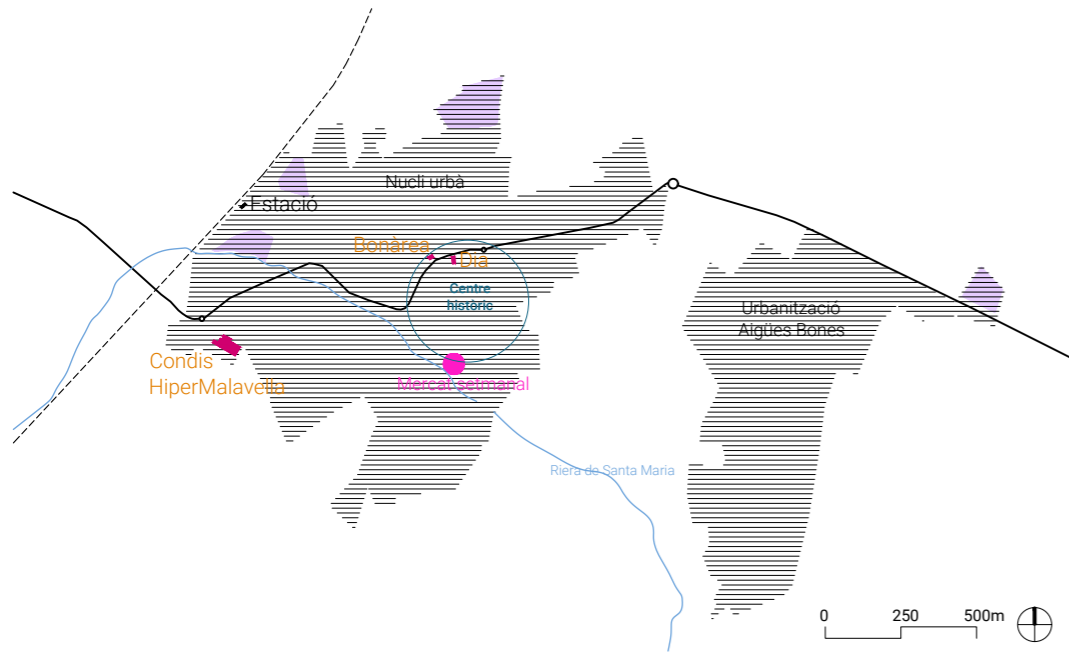 Nucli urbà
Estació
Bonàrea
Dia
Centre
històric
Urbanització
Aigües Bones
Condis
HiperMalavella
Mercat setmanal
Riera de Santa Maria
0 250 500m